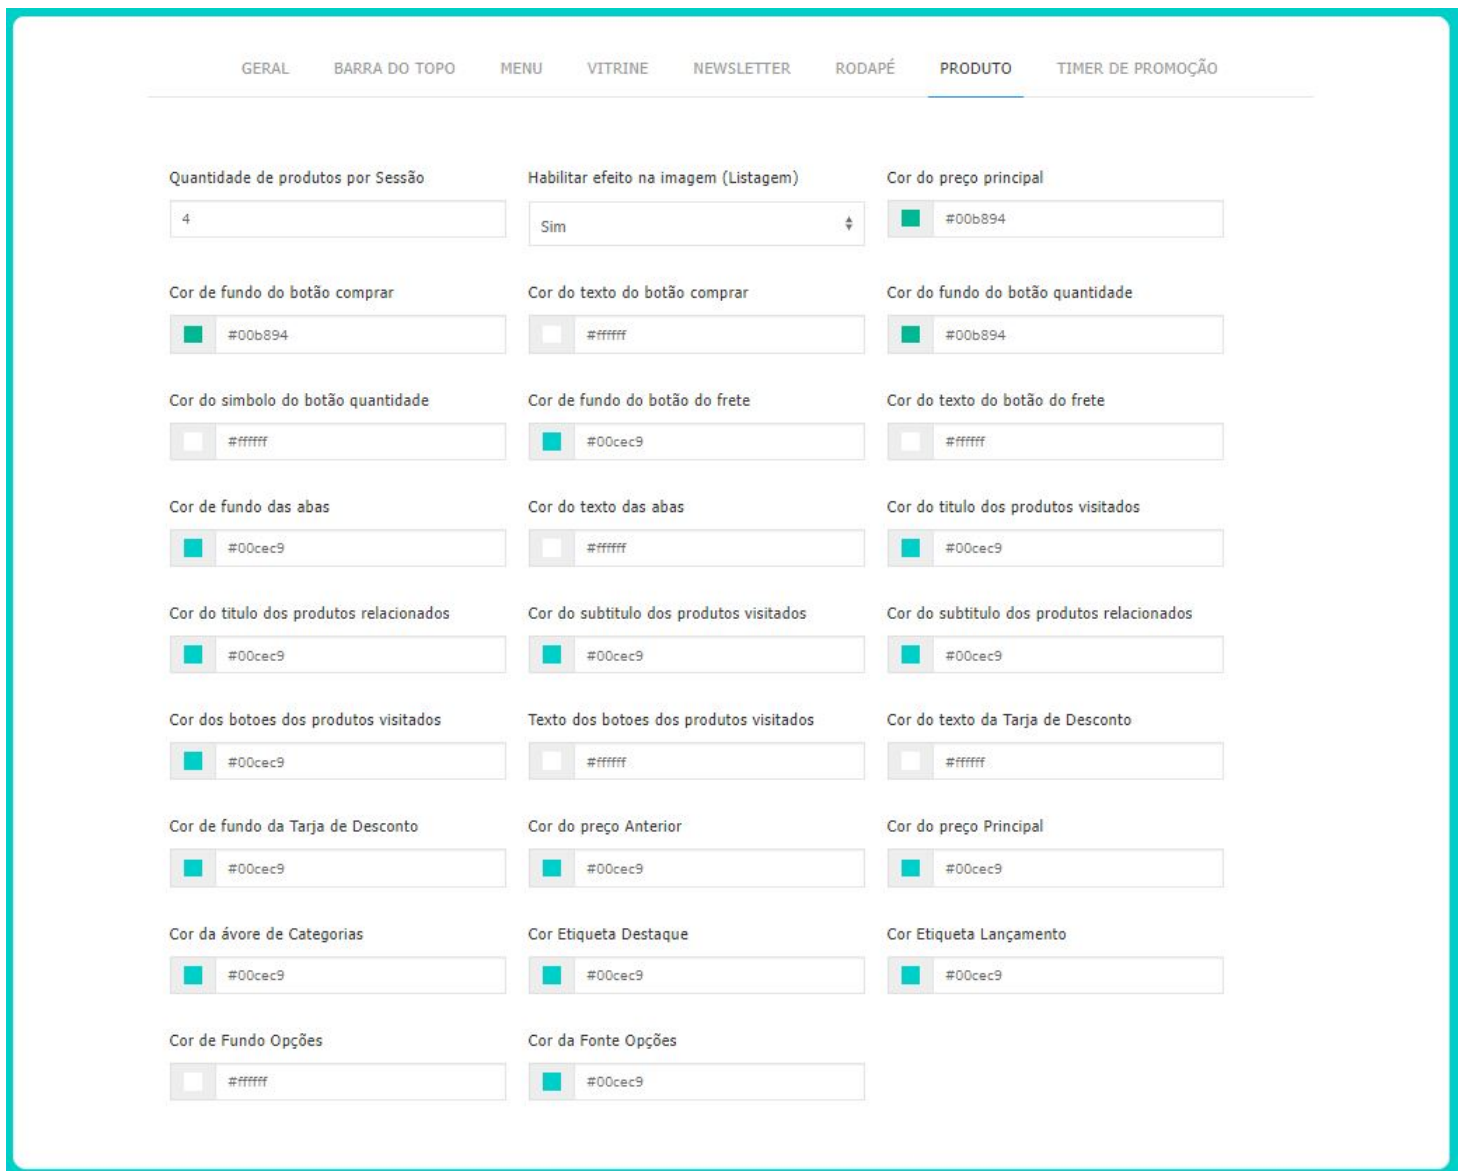 GERAL BARRA DO TOPO MENU VITRINE NEWSLETTER RODAPÉ PRODUTO TIMER DE PROMOÇÃO
Quantidade de produtos por Sessão Habilitar efeito na imagem (Listagem) Cor do preço principal
4 Sim #00b894
Cor de fundo do botão comprar Cor do texto do botão comprar Cor do fundo do botão quantidade
#00b894 #ffffff #00b894
Cor do simbolo do botão quantidade Cor de fundo do botão do frete Cor do texto do botão do frete
#ffffff #00cec9 #ffffff
Cor de fundo das abas Cor do texto das abas Cor do titulo dos produtos visitados
#00cec9 #ffffff #00cec9
Cor do titulo dos produtos relacionados Cor do subtitulo dos produtos visitados Cor do subtitulo dos produtos relacionados
#00cec9 #00cec9 #00cec9
Cor dos botoes dos produtos visitados Texto dos botoes dos produtos visitados Cor do texto da Tarja de Desconto
#00cec9 #ffffff #ffffff
Cor de fundo da Tarja de Desconto Cor do preço Anterior Cor do preço Principal
#00cec9 #00cec9 #00cec9
Cor da ávore de Categorias Cor Etiqueta Destaque Cor Etiqueta Lançamento
#00cec9 #00cec9 #00cec9
Cor de Fundo Opções Cor da Fonte Opções
#ffffff #00cec9